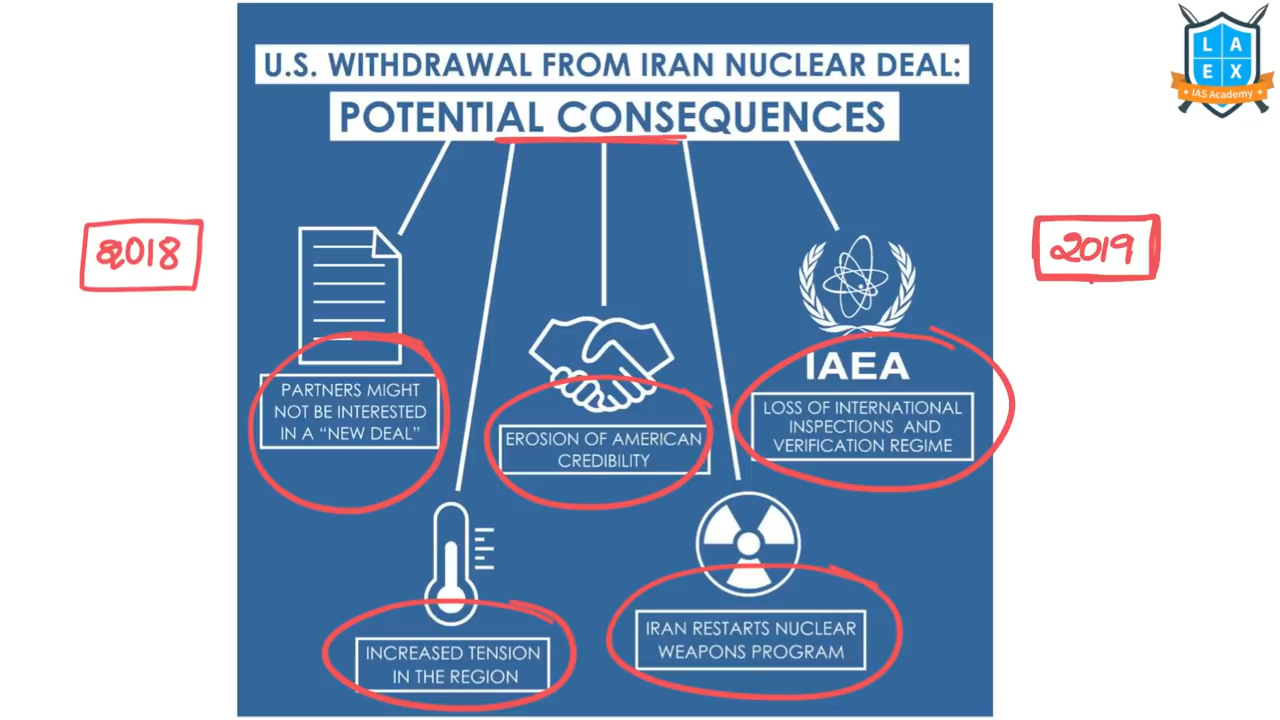 U.S. WITHDRAWAL FROM IRAN NUCLEAR DEAL:
POTENTIAL CONSEQUENCES
L A
E X
IAS Academy
2018
2019
PARTNERS MIGHT
NOT BE INTERESTED
IN A “NEW DEAL”
EROSION OF AMERICAN
CREDIBILITY
IAEA
LOSS OF INTERNATIONAL
INSPECTIONS AND
VERIFICATION REGIME
INCREASED TENSION
IN THE REGION
IRAN RESTARTS NUCLEAR
WEAPONS PROGRAM